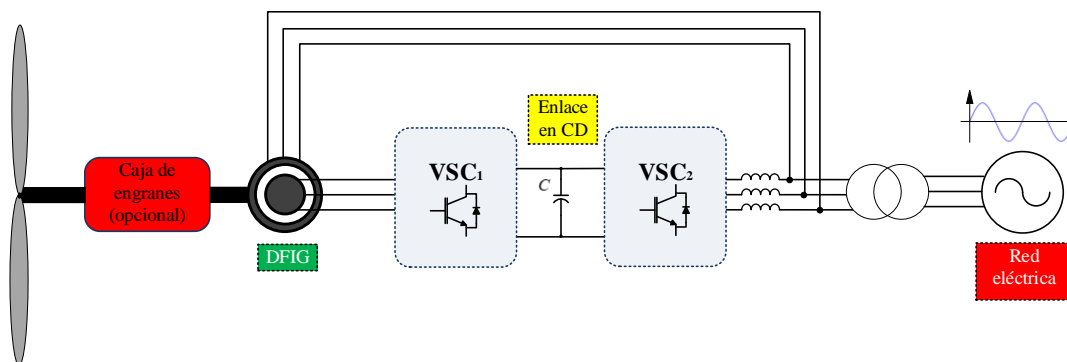 Enlace
en CD
VSC1
C
VSC2
Caja de
engranes
(opcional)
DFIG
Red
eléctrica